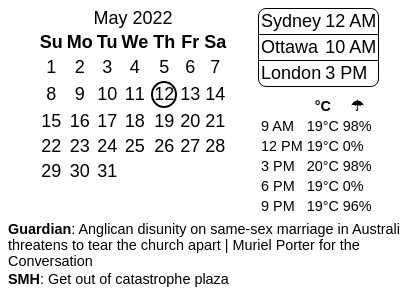 May 2022
Su Mo Tu We Th Fr Sa
1 2 3 4 5 6 7
8 9 10 11 12 13 14
15 16 17 18 19 20 21
22 23 24 25 26 27 28
29 30 31
Sydney 12 AM
Ottawa 10 AM
London 3 PM
°C ☂
9 AM 19°C 98%
12 PM 19°C 0%
3 PM 20°C 98%
6 PM 19°C 0%
9 PM 19°C 96%
Guardian: Anglican disunity on same-sex marriage in Australi
threatens to tear the church apart | Muriel Porter for the
Conversation
SMH: Get out of catastrophe plaza